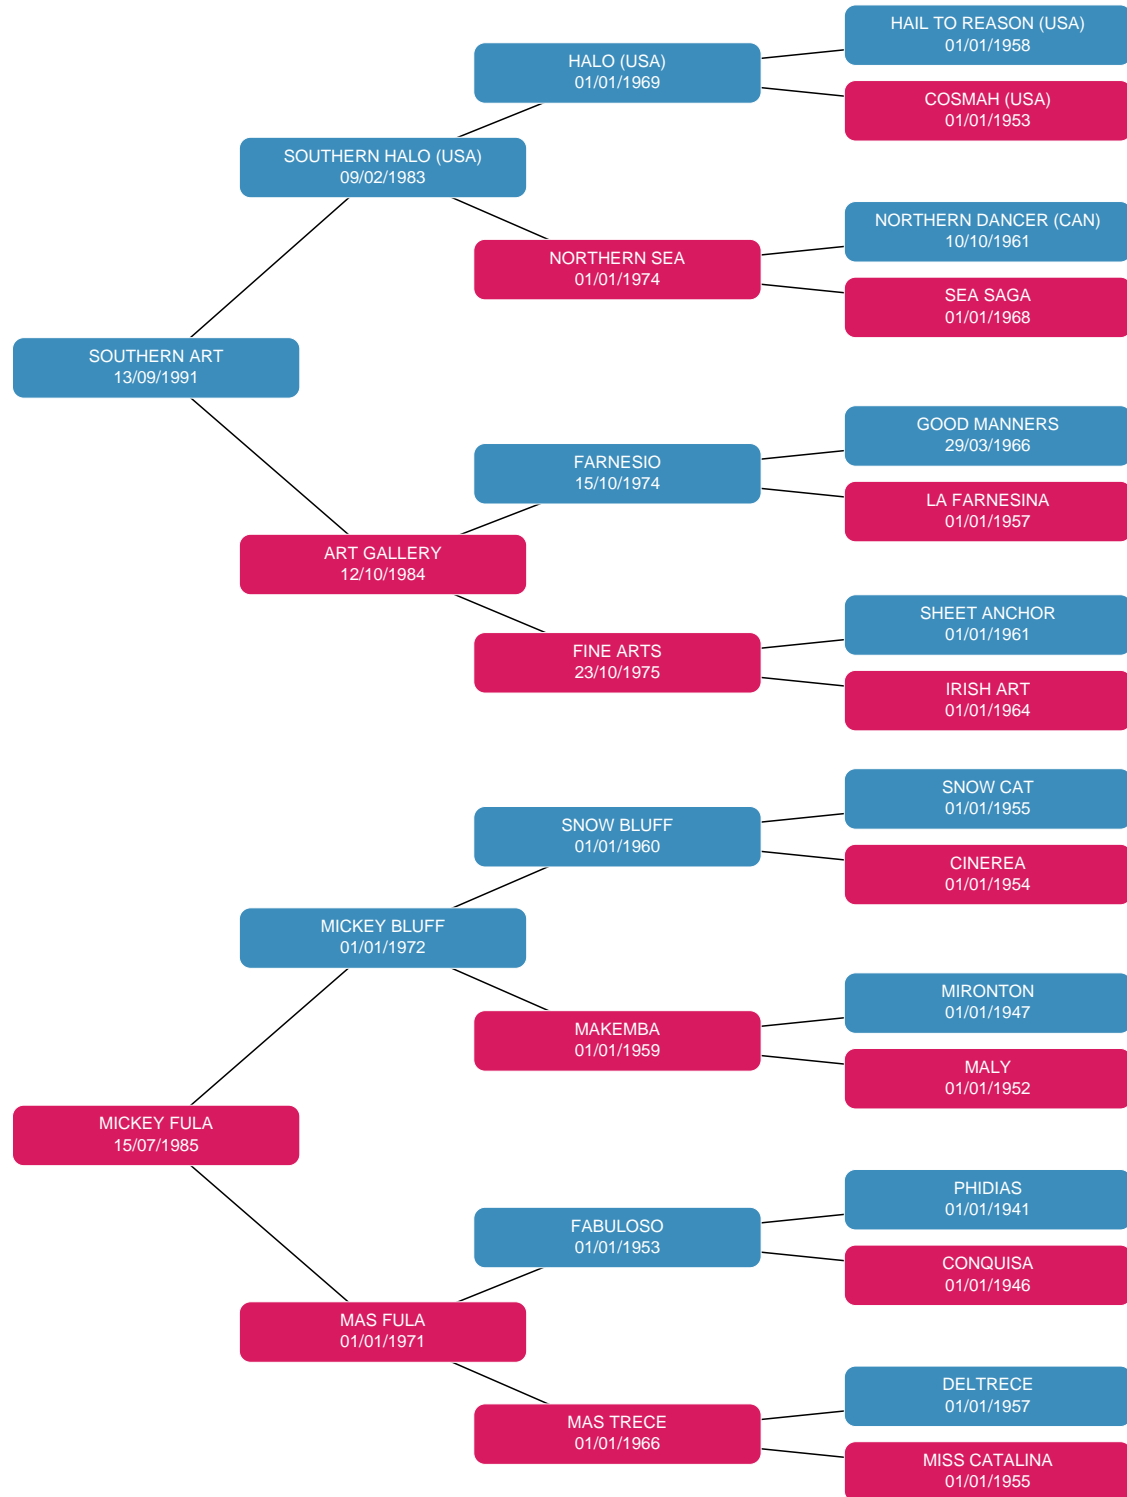 HAIL TO REASON (USA)
01/01/1958
HALO (USA)
01/01/1969
COSMAH (USA)
01/01/1953
SOUTHERN HALO (USA)
09/02/1983
NORTHERN DANCER (CAN)
10/10/1961
NORTHERN SEA
01/01/1974
SEA SAGA
01/01/1968
SOUTHERN ART
13/09/1991
GOOD MANNERS
29/03/1966
FARNESIO
15/10/1974
LA FARNESINA
01/01/1957
ART GALLERY
12/10/1984
SHEET ANCHOR
01/01/1961
FINE ARTS
23/10/1975
IRISH ART
01/01/1964
SNOW CAT
01/01/1955
SNOW BLUFF
01/01/1960
CINEREA
01/01/1954
MICKEY BLUFF
01/01/1972
MIRONTON
01/01/1947
MAKEMBA
01/01/1959
MALY
01/01/1952
MICKEY FULA
15/07/1985
PHIDIAS
01/01/1941
FABULOSO
01/01/1953
CONQUISA
01/01/1946
MAS FULA
01/01/1971
DELTRECE
01/01/1957
MAS TRECE
01/01/1966
MISS CATALINA
01/01/1955